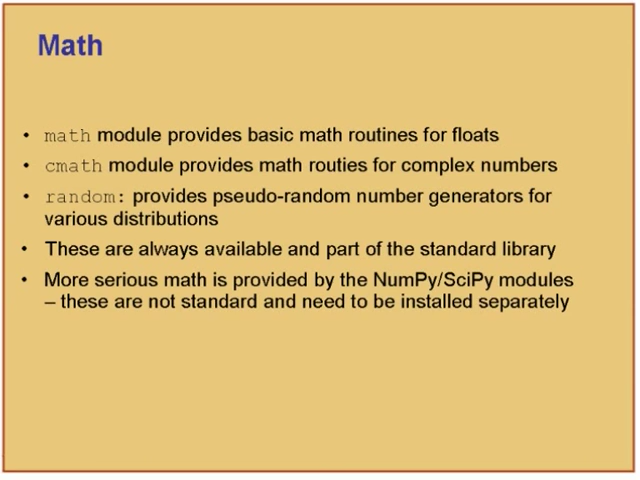 Math
• math module provides basic math routines for floats
• cmath module provides math routies for complex numbers
• random: provides pseudo-random number generators for
various distributions
• These are always available and part of the standard library
• More serious math is provided by the NumPy/SciPy modules
– these are not standard and need to be installed separately